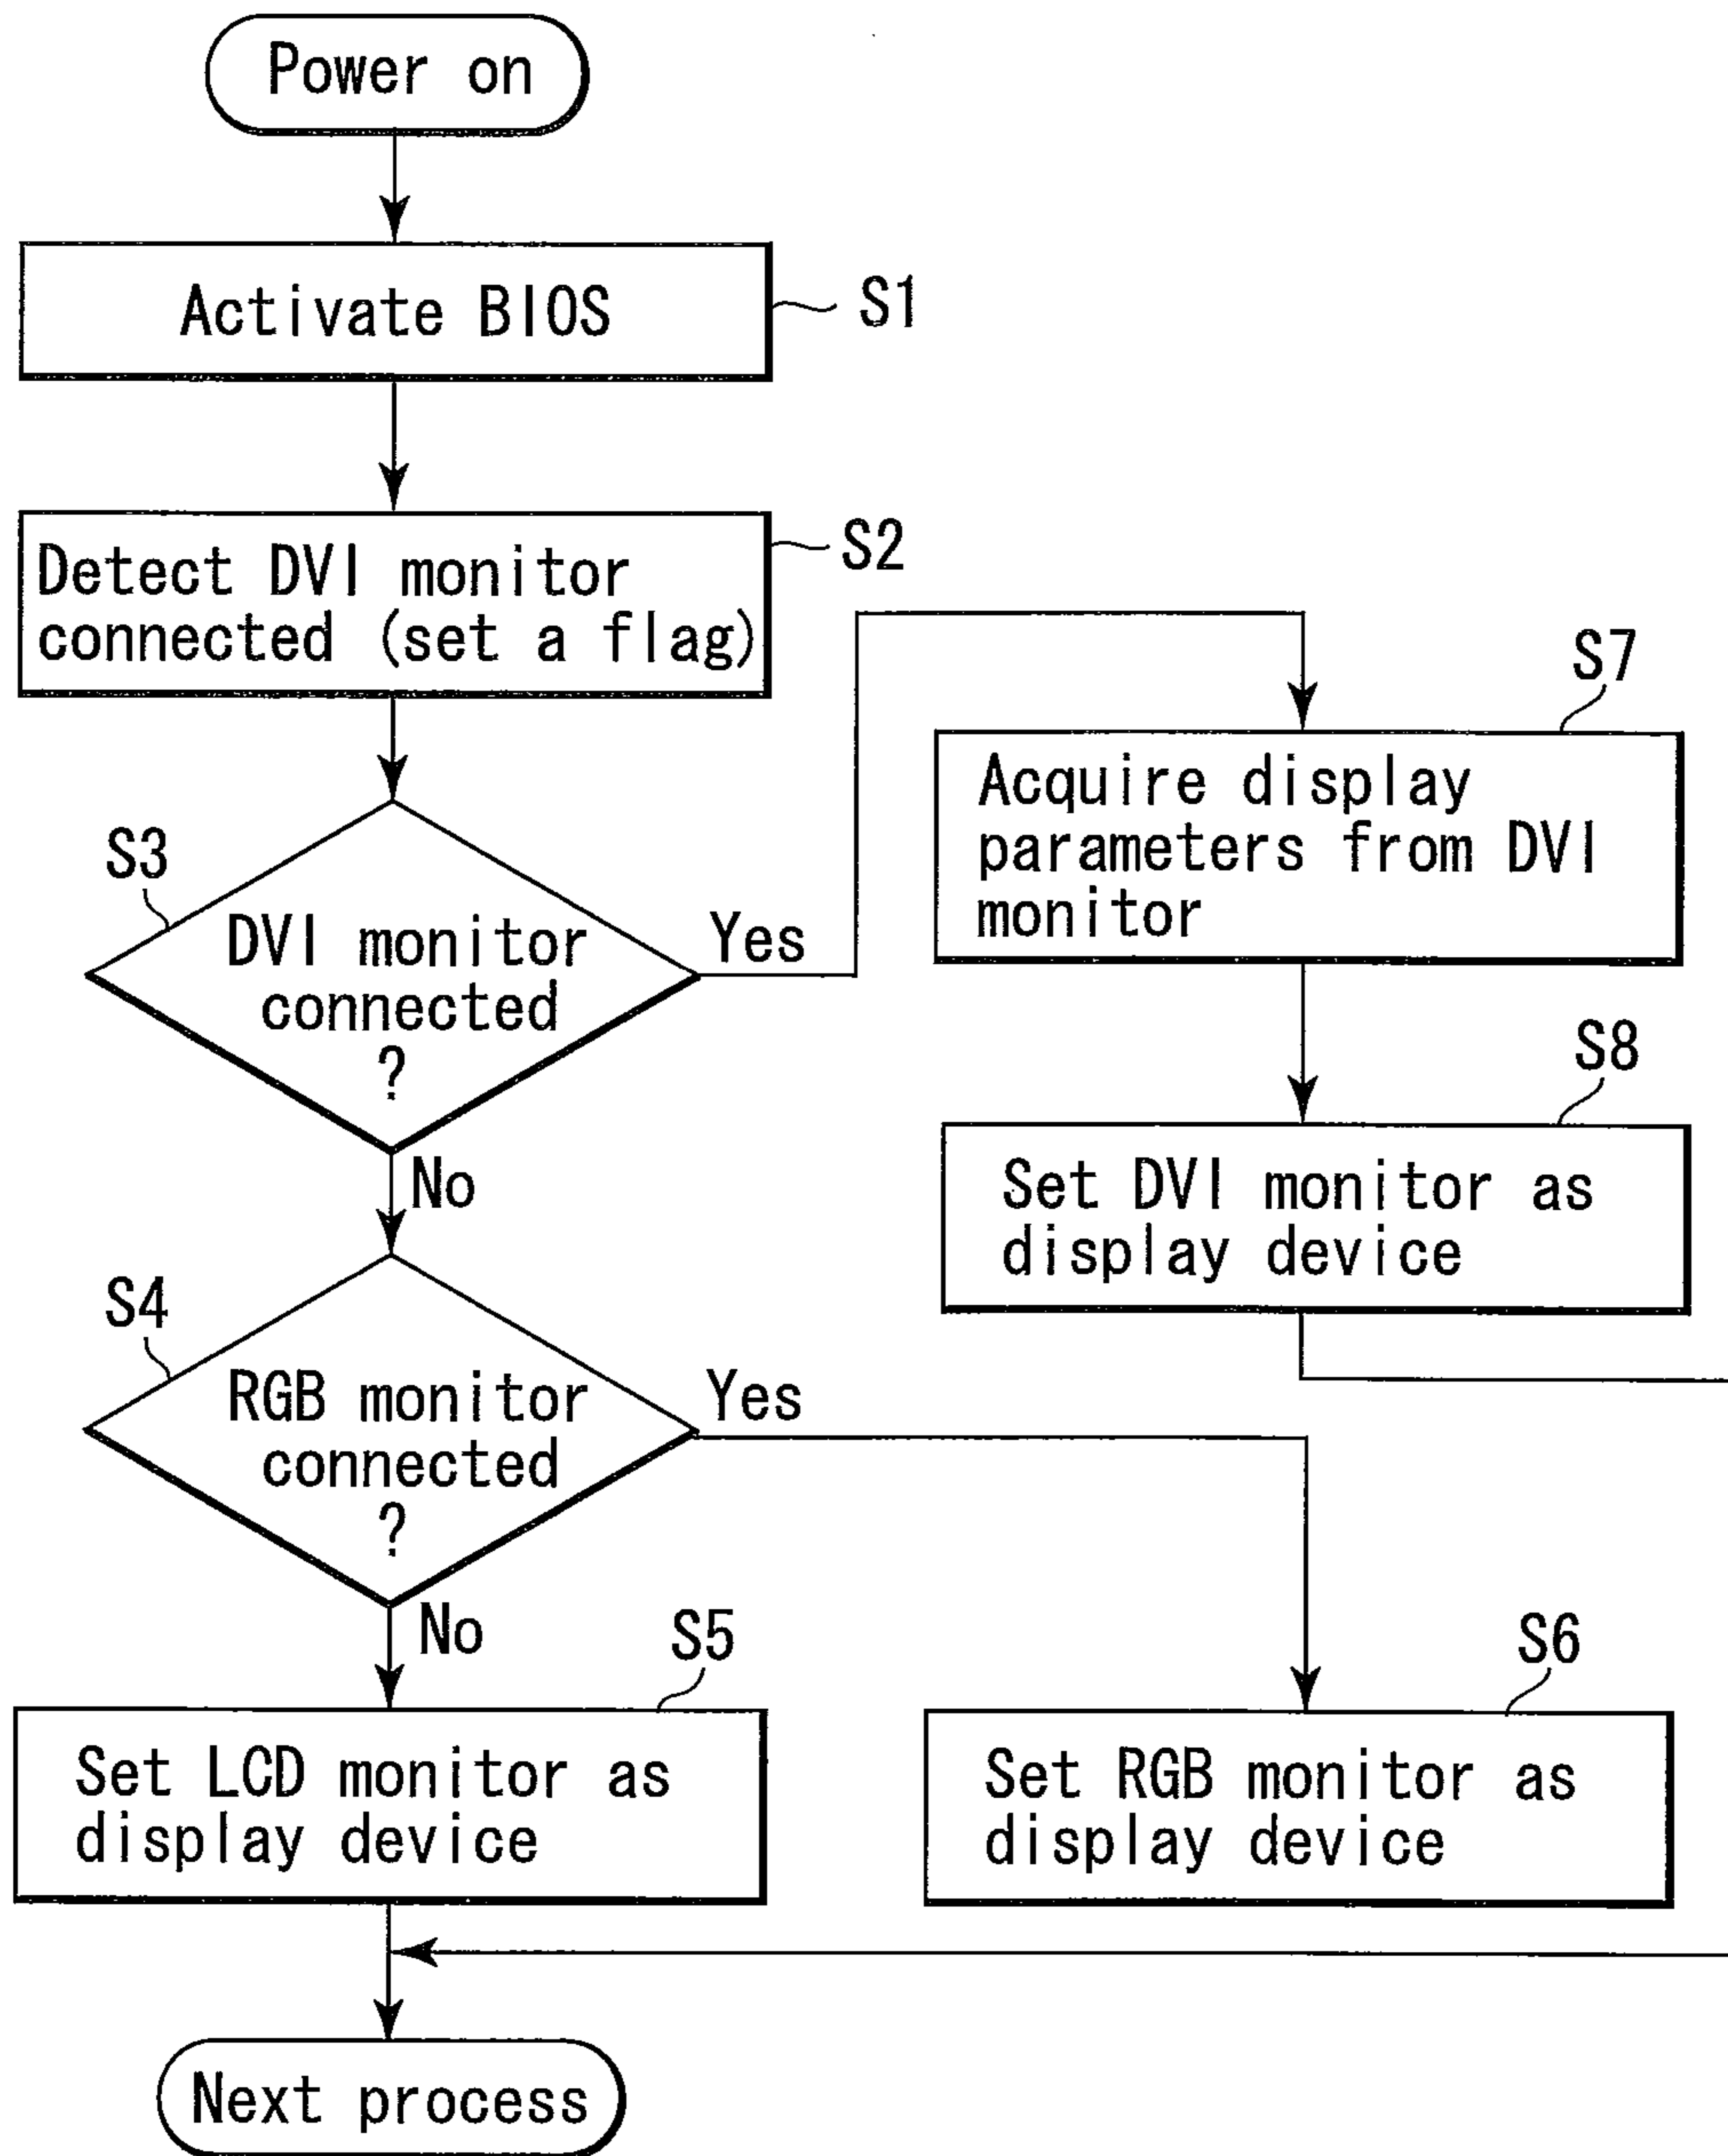 Power on
Activate BIOS
S1
Detect DVI monitor
connected (set a flag)
S2
S3
DVI monitor
connected
?
Yes
No
S7
Acquire display
parameters from DVI
monitor
S8
Set DVI monitor as
display device
S4
RGB monitor
connected
?
Yes
No
S5
Set LCD monitor as
display device
S6
Set RGB monitor as
display device
Next process